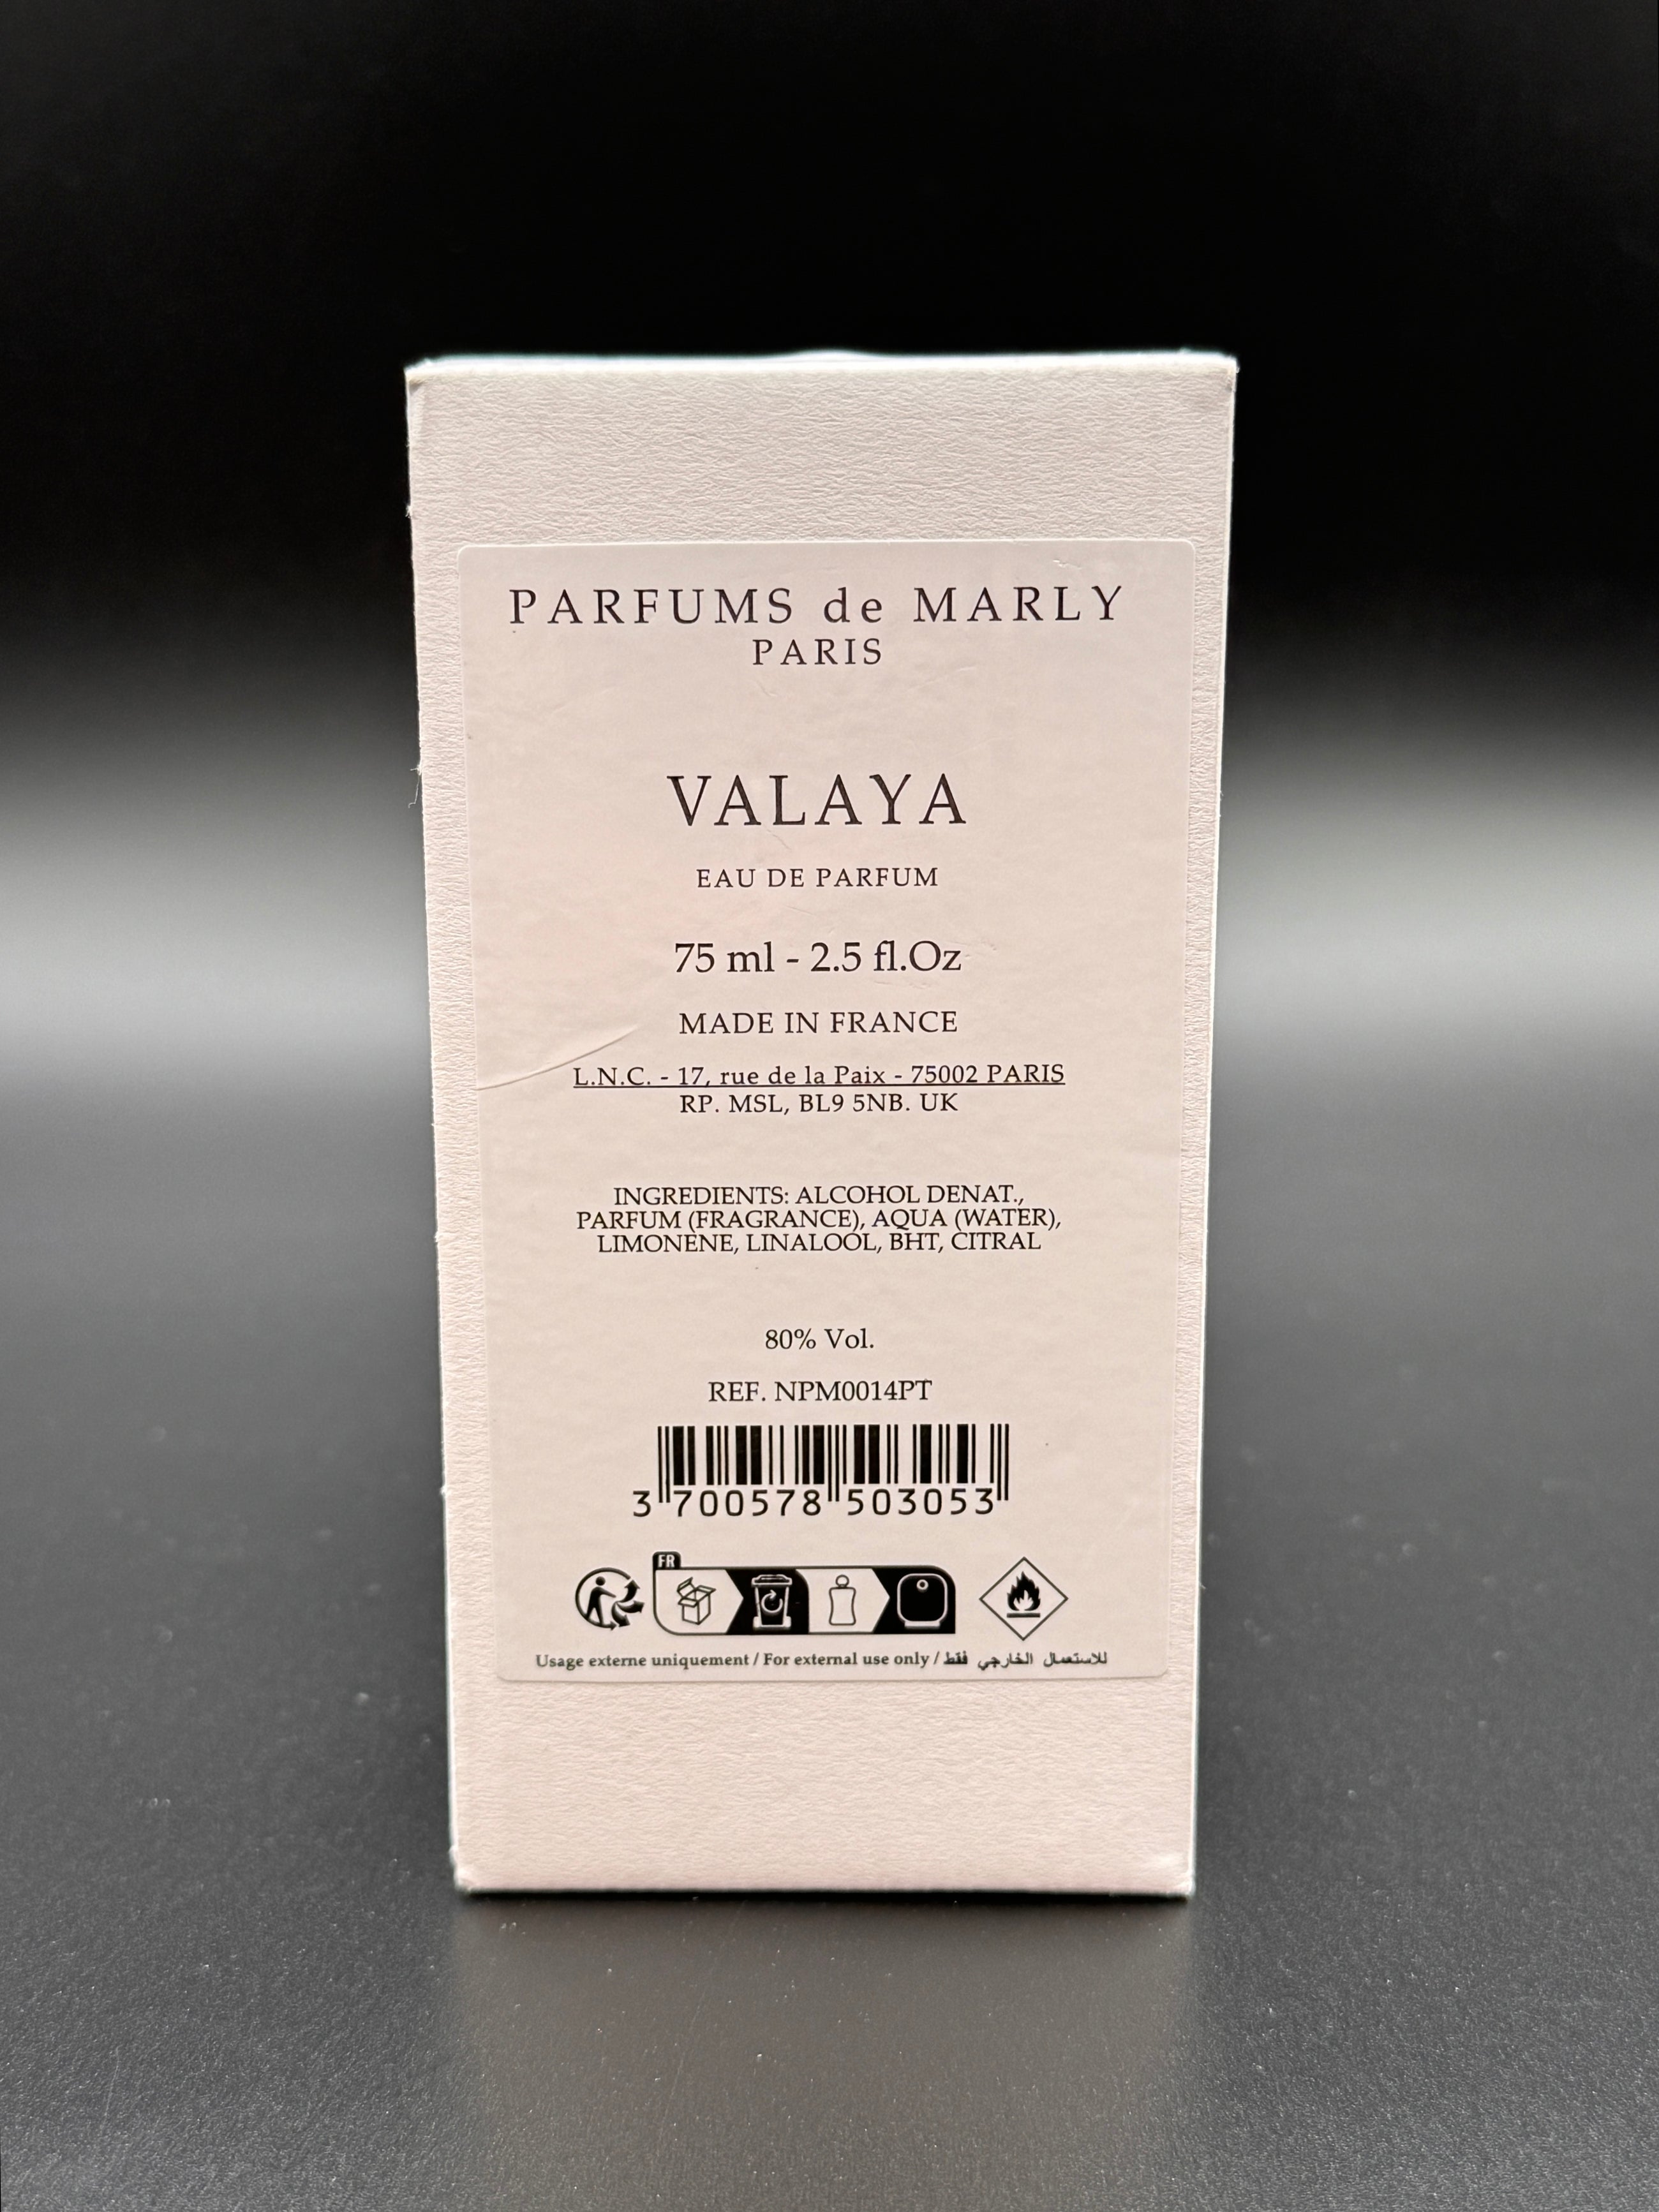 PARFUMS de MARLY
PARIS
VALAYA
EAU DE PARFUM
75 ml - 2.5 fl.Oz
MADE IN FRANCE
L.N.C. - 17, rue de la Paix - 75002 PARIS
RP. MSL, BL9 5NB. UK
INGREDIENTS: ALCOHOL DENAT.,
PARFUM (FRAGRANCE), AQUA (WATER),
LIMONENE, LINALOOL, BHT, CITRAL
80% Vol.
REF. NPM0014PT
3 700578 503053
FR
Usage externe uniquement / For external use only / للاستعمال الخارجي فقط